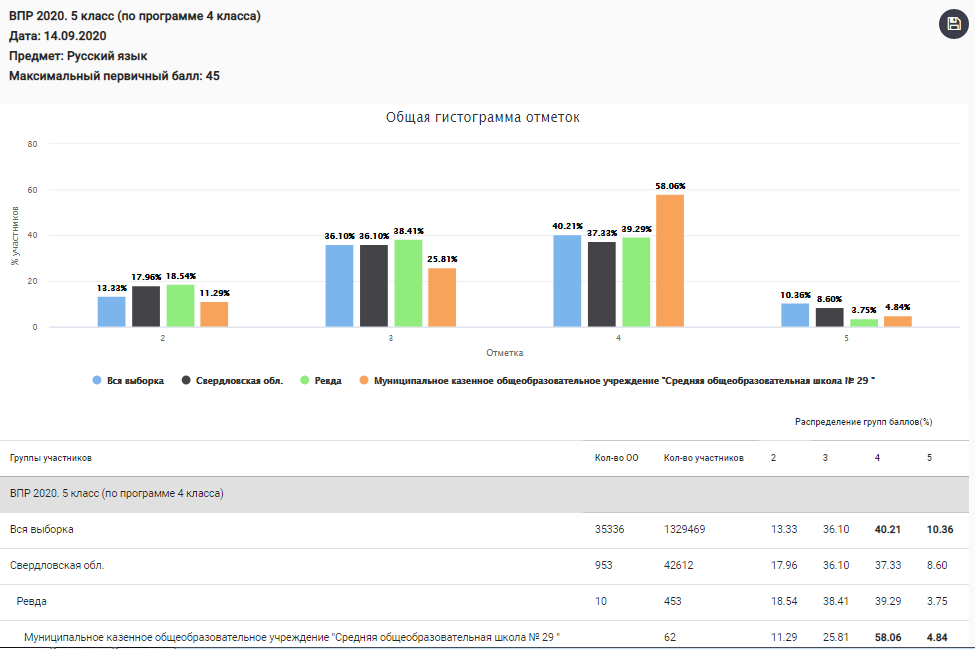 ВПР 2020. 5 класс (по программе 4 класса)
Дата: 14.09.2020
Предмет: Русский язык
Максимальный первичный балл: 45
Общая гистограмма отметок
80
60
40
20
0
% участников
13.33% 17.96% 18.54% 11.29%
36.10% 36.10% 38.41% 25.81%
40.21% 37.33% 39.29% 58.06%
10.36% 8.60% 3.75% 4.84%
2 3 4 5
Отметка
Вся выборка Свердловская обл. Ревда Муниципальное казенное общеобразовательное учреждение "Средняя общеобразовательная школа № 29 "
Распределение групп баллов(%)
Группы участников Кол-во ОО Кол-во участников 2 3 4 5
ВПР 2020. 5 класс (по программе 4 класса)
Вся выборка 35336 1329469 13.33 36.10 40.21 10.36
Свердловская обл. 953 42612 17.96 36.10 37.33 8.60
Ревда 10 453 18.54 38.41 39.29 3.75
Муниципальное казенное общеобразовательное учреждение "Средняя общеобразовательная школа № 29 " 62 11.29 25.81 58.06 4.84